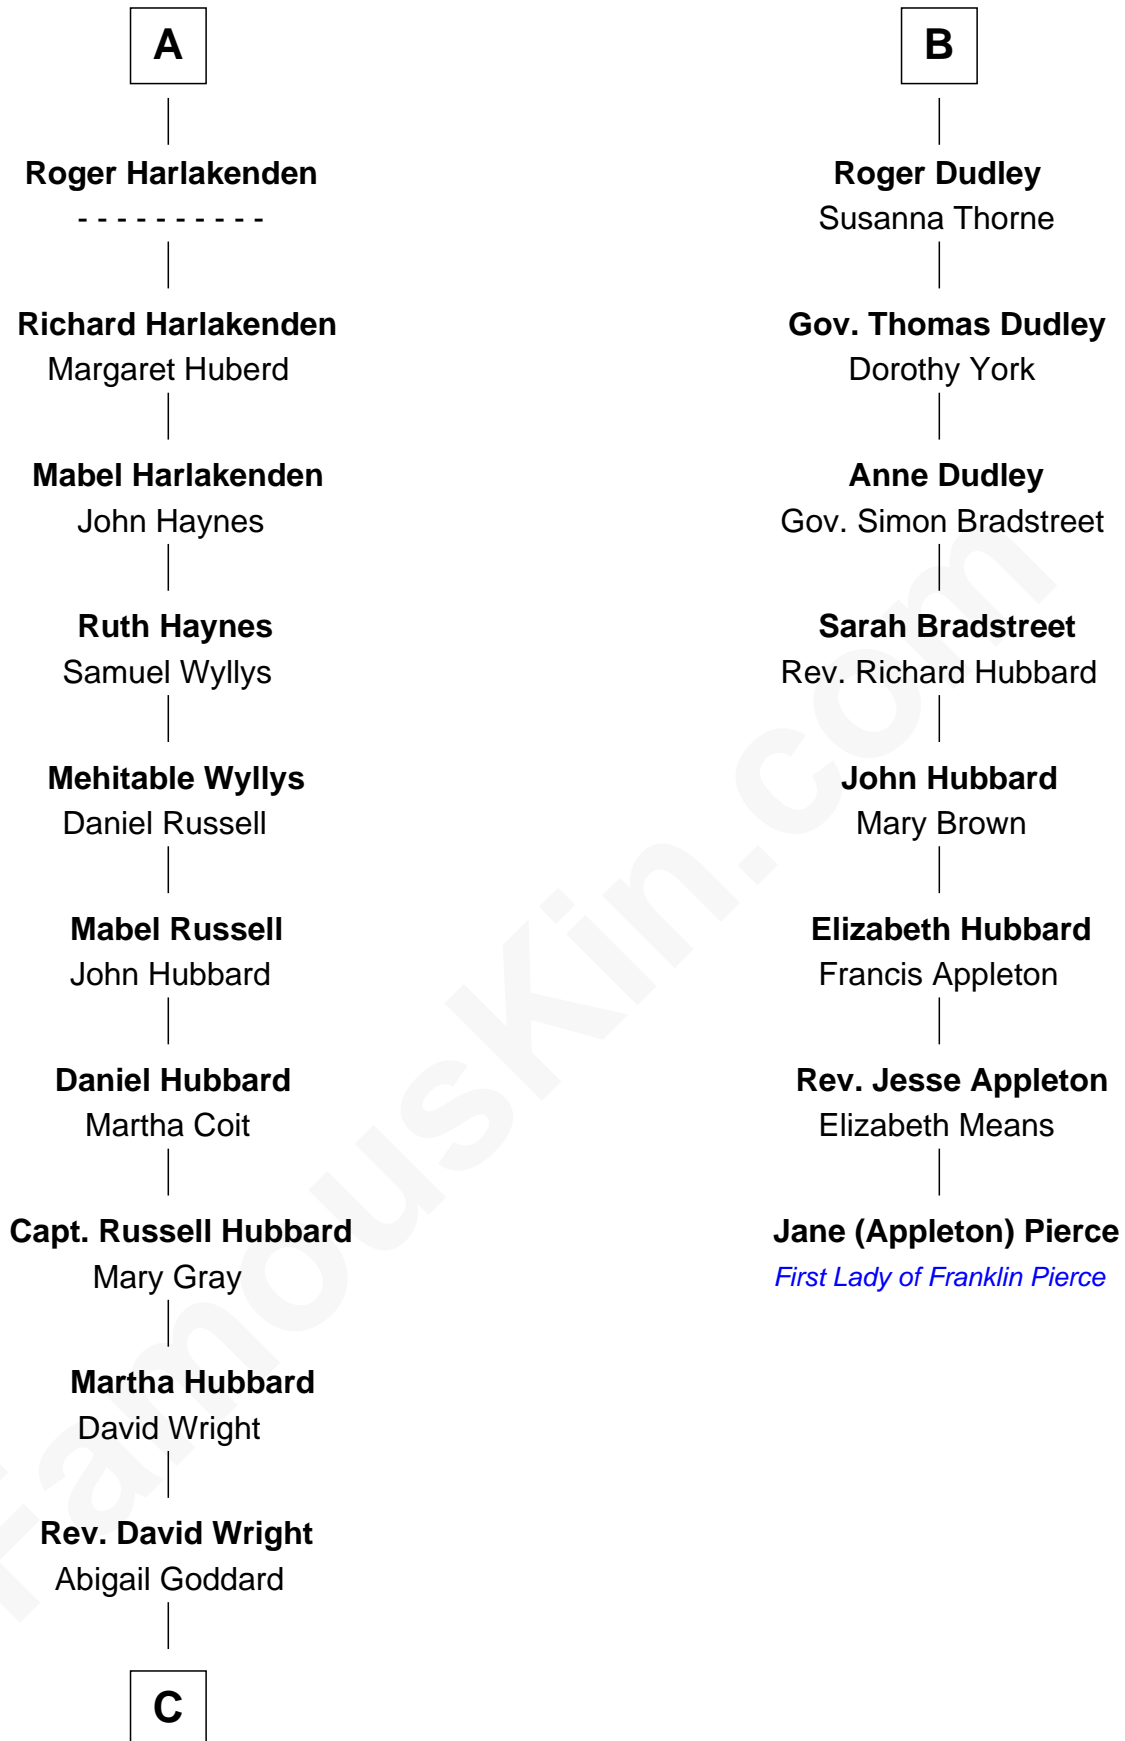 A
Roger Harlakenden
- - - - - - - - - -
Richard Harlakenden
Margaret Huberd
Mabel Harlakenden
John Haynes
Ruth Haynes
Samuel Wyllys
Mehitable Wyllys
Daniel Russell
Mabel Russell
John Hubbard
Daniel Hubbard
Martha Coit
Capt. Russell Hubbard
Mary Gray
Martha Hubbard
David Wright
Rev. David Wright
Abigail Goddard
C
B
Roger Dudley
Susanna Thorne
Gov. Thomas Dudley
Dorothy York
Anne Dudley
Gov. Simon Bradstreet
Sarah Bradstreet
Rev. Richard Hubbard
John Hubbard
Mary Brown
Elizabeth Hubbard
Francis Appleton
Rev. Jesse Appleton
Elizabeth Means
Jane (Appleton) Pierce
First Lady of Franklin Pierce
FamousKin.com